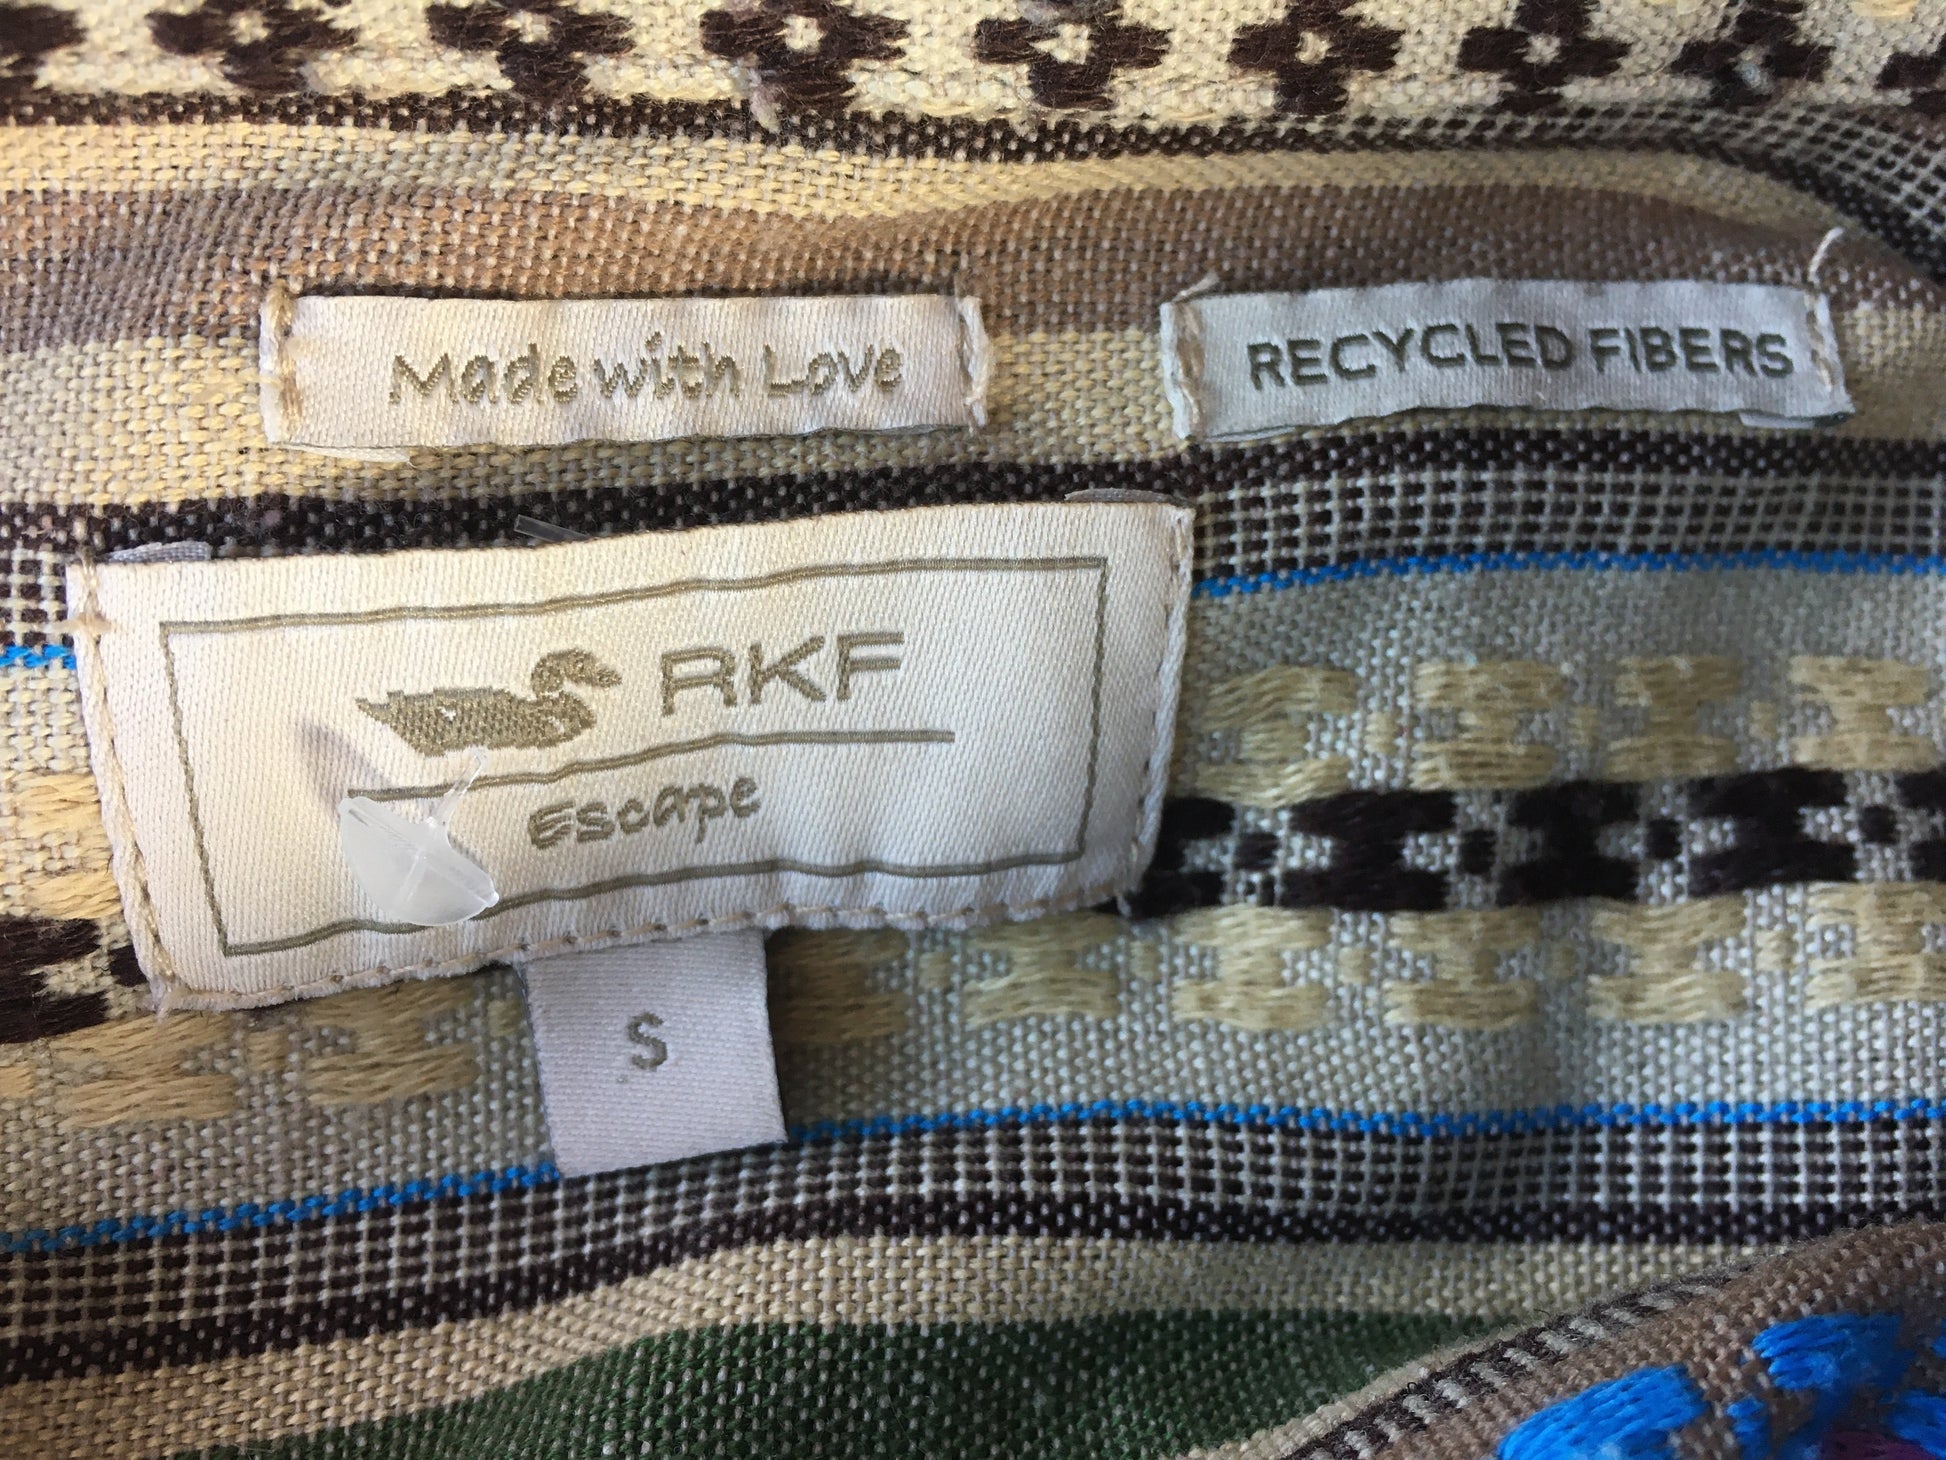 Made with Love
RECYCLED FIBERS
RKF
Escape
S